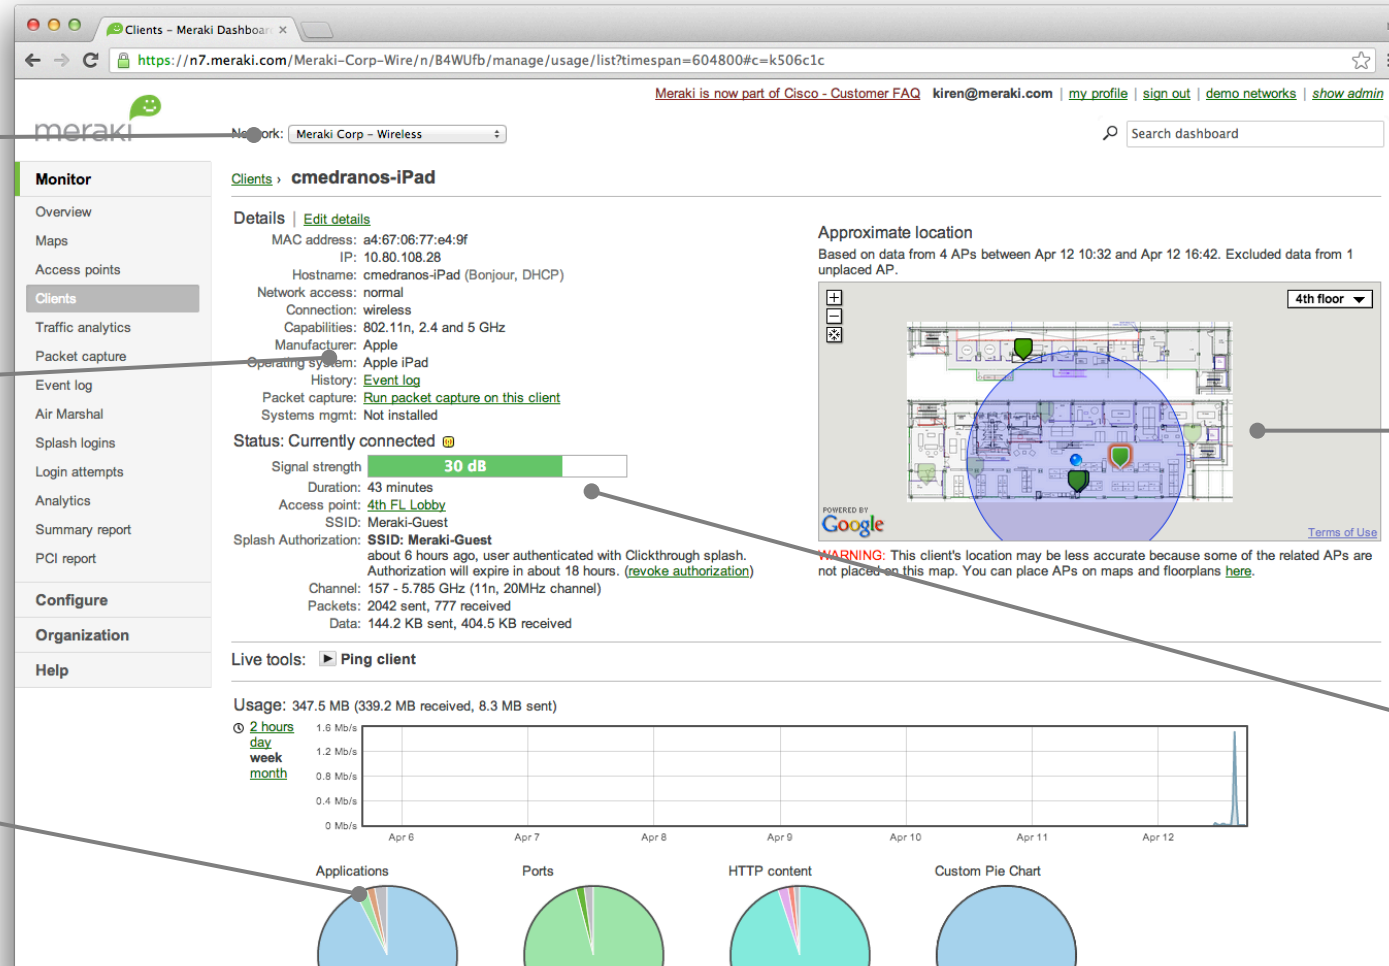 Clients – Meraki Dashboar ×
https://n7.meraki.com/Meraki-Corp-Wire/n/B4WUfb/manage/usage/list?timespan=604800#c=k506c1c
Meraki is now part of Cisco - Customer FAQ kiren@meraki.com | my profile | sign out | demo networks | show admin
meraki
Network: Meraki Corp – Wireless
Search dashboard
Monitor
Overview
Maps
Access points
Clients
Traffic analytics
Packet capture
Event log
Air Marshal
Splash logins
Login attempts
Analytics
Summary report
PCI report
Configure
Organization
Help
Clients › cmedranos-iPad
Details | Edit details
MAC address: a4:67:06:77:e4:9f
IP: 10.80.108.28
Hostname: cmedranos-iPad (Bonjour, DHCP)
Network access: normal
Connection: wireless
Capabilities: 802.11n, 2.4 and 5 GHz
Manufacturer: Apple
Operating system: Apple iPad
History: Event log
Packet capture: Run packet capture on this client
Systems mgmt: Not installed
Status: Currently connected
Signal strength 30 dB
Duration: 43 minutes
Access point: 4th FL Lobby
SSID: Meraki-Guest
Splash Authorization: SSID: Meraki-Guest
about 6 hours ago, user authenticated with Clickthrough splash.
Authorization will expire in about 18 hours. (revoke authorization)
Channel: 157 - 5.785 GHz (11n, 20MHz channel)
Packets: 2042 sent, 777 received
Data: 144.2 KB sent, 404.5 KB received
Approximate location
Based on data from 4 APs between Apr 12 10:32 and Apr 12 16:42. Excluded data from 1
unplaced AP.
4th floor
POWERED BY
Google
Terms of Use
WARNING: This client's location may be less accurate because some of the related APs are
not placed on this map. You can place APs on maps and floorplans here.
Live tools: Ping client
Usage: 347.5 MB (339.2 MB received, 8.3 MB sent)
2 hours
day
week
month
1.6 Mb/s
1.2 Mb/s
0.8 Mb/s
0.4 Mb/s
0 Mb/s
Apr 6 Apr 7 Apr 8 Apr 9 Apr 10 Apr 11 Apr 12
Applications Ports HTTP content Custom Pie Chart